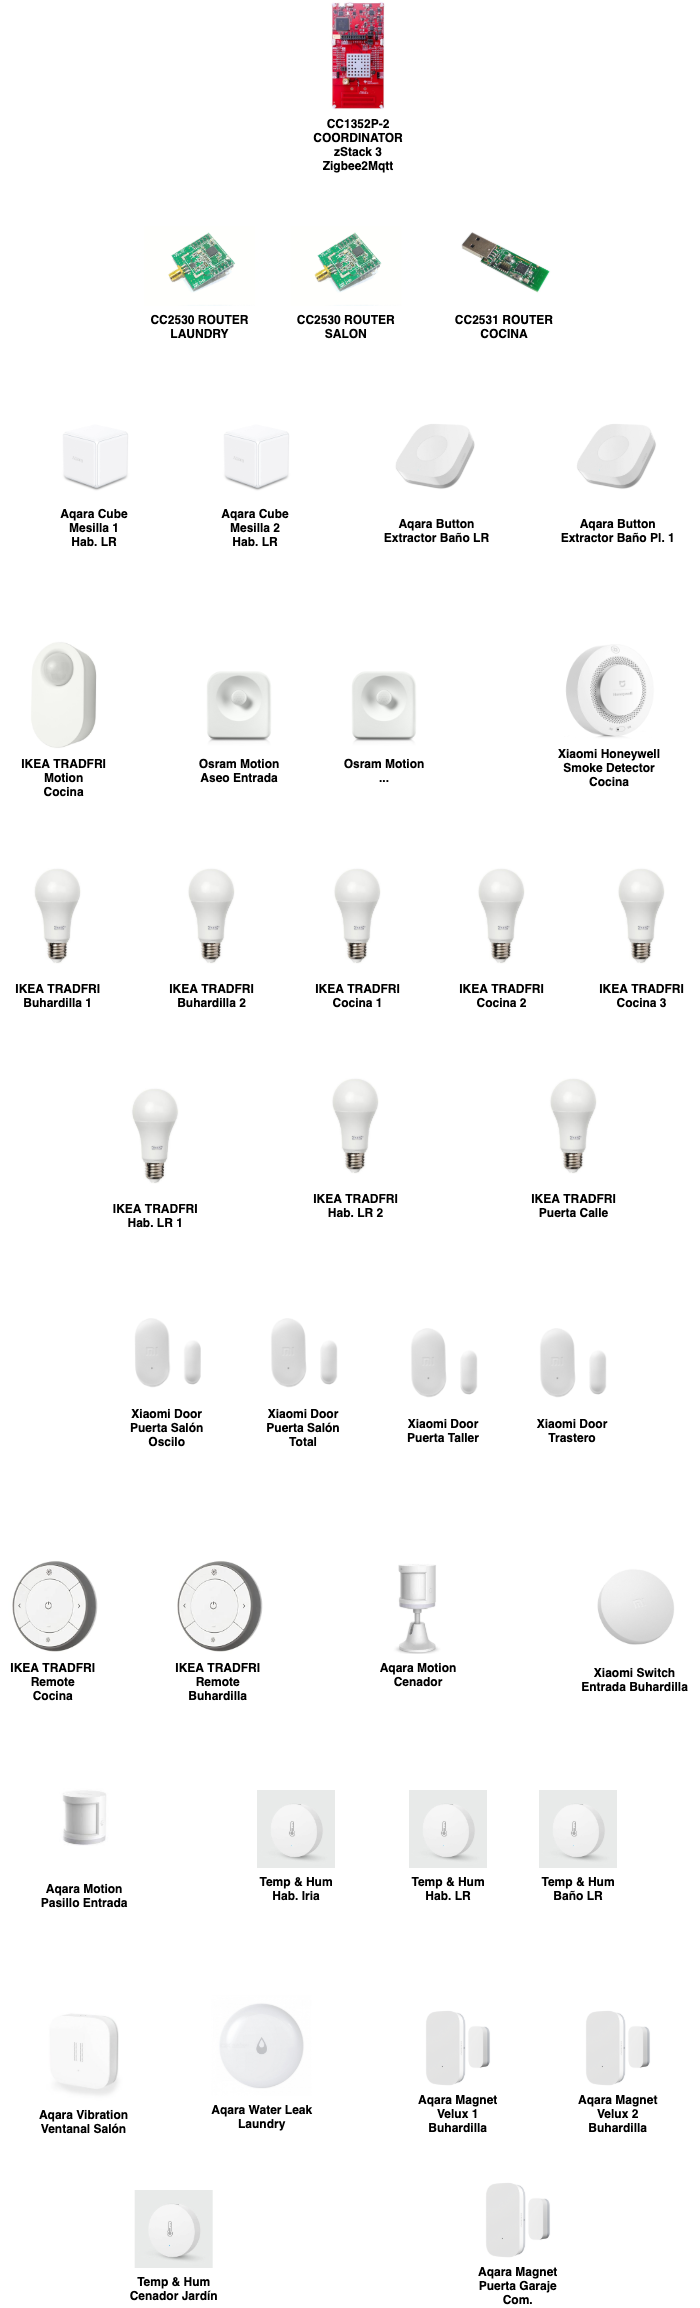 CC1352P-2
COORDINATOR
zStack 3
Zigbee2Mqtt
CC2530 ROUTER
LAUNDRY
CC2530 ROUTER
SALON
CC2531 ROUTER
COCINA
Aqara Cube
Mesilla 1
Hab. LR
Aqara Cube
Mesilla 2
Hab. LR
Aqara Button
Extractor Baño LR
Aqara Button
Extractor Baño Pl. 1
IKEA TRADFRI
Motion
Cocina
Osram Motion
Aseo Entrada
Osram Motion
...
Xiaomi Honeywell
Smoke Detector
Cocina
IKEA TRADFRI
Buhardilla 1
IKEA TRADFRI
Buhardilla 2
IKEA TRADFRI
Cocina 1
IKEA TRADFRI
Cocina 2
IKEA TRADFRI
Cocina 3
IKEA TRADFRI
Hab. LR 1
IKEA TRADFRI
Hab. LR 2
IKEA TRADFRI
Puerta Calle
Xiaomi Door
Puerta Salón
Oscilo
Xiaomi Door
Puerta Salón
Total
Xiaomi Door
Puerta Taller
Xiaomi Door
Trastero
IKEA TRADFRI
Remote
Cocina
IKEA TRADFRI
Remote
Buhardilla
Aqara Motion
Cenador
Xiaomi Switch
Entrada Buhardilla
Aqara Motion
Pasillo Entrada
Temp & Hum
Hab. Iria
Temp & Hum
Hab. LR
Temp & Hum
Baño LR
Aqara Vibration
Ventanal Salón
Aqara Water Leak
Laundry
Aqara Magnet
Velux 1
Buhardilla
Aqara Magnet
Velux 2
Buhardilla
Temp & Hum
Cenador Jardín
Aqara Magnet
Puerta Garaje
Com.